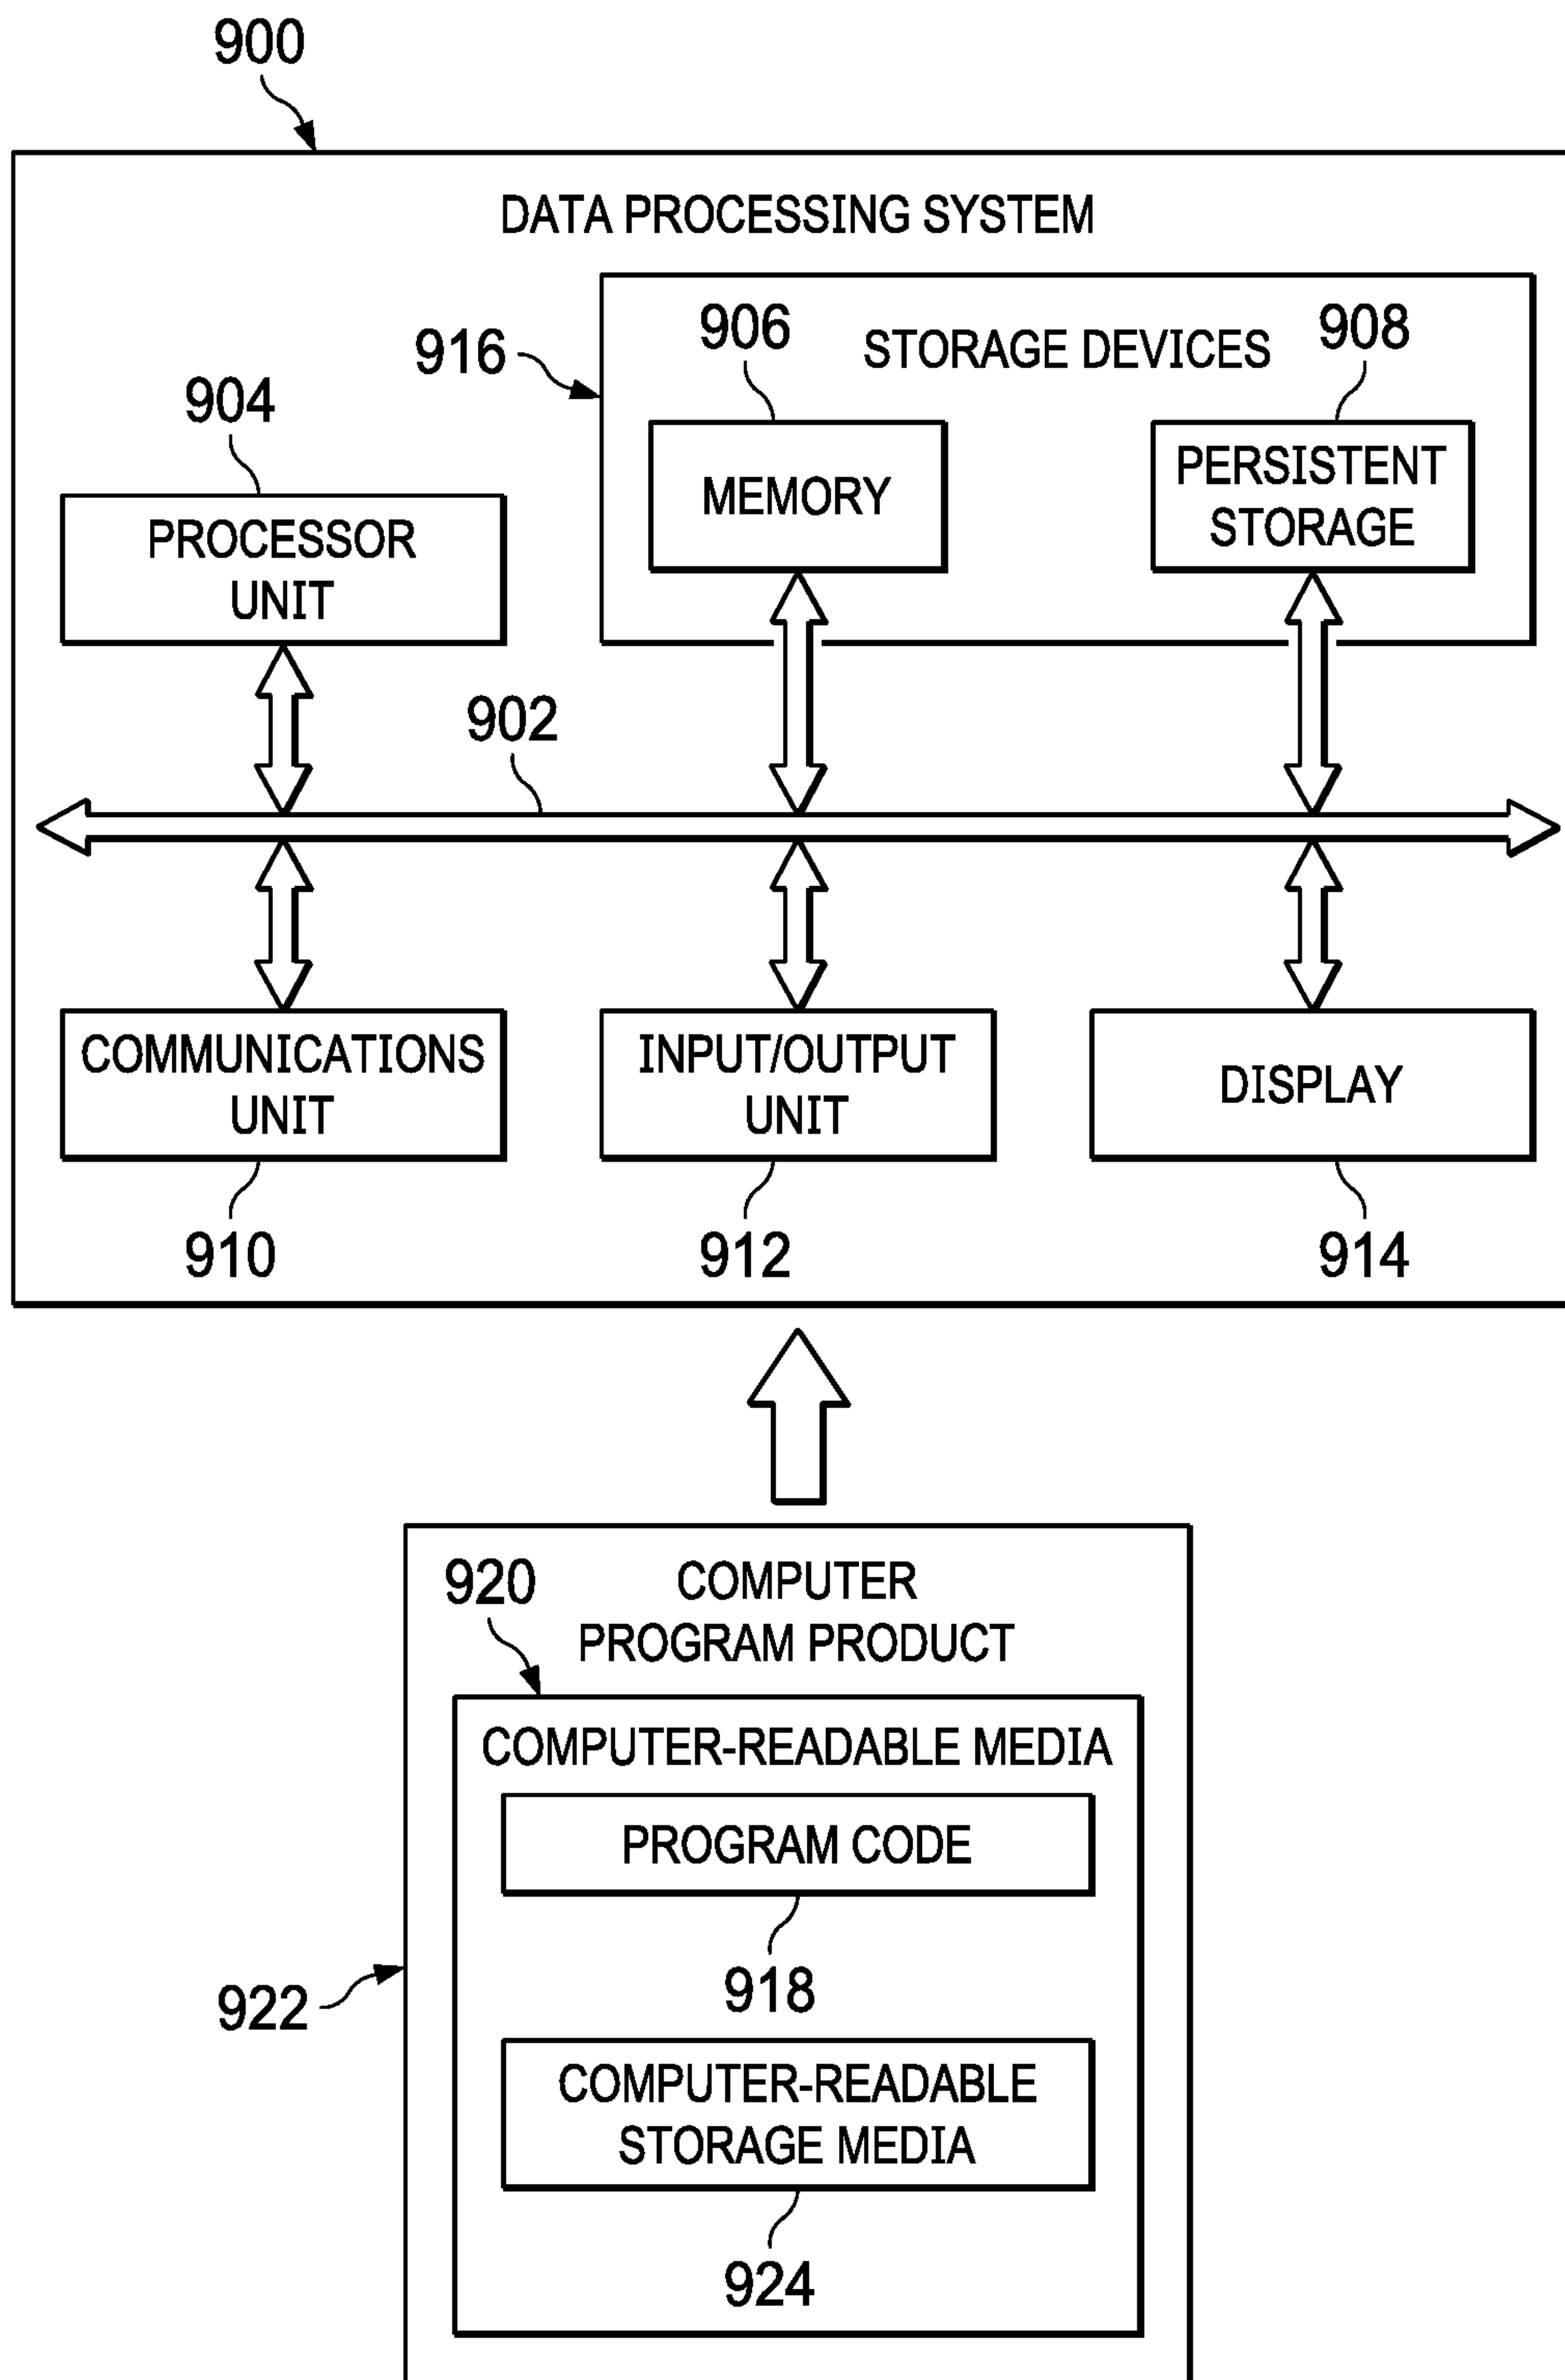 900
DATA PROCESSING SYSTEM
906
STORAGE DEVICES
908
916
904
MEMORY
PERSISTENT
STORAGE
PROCESSOR
UNIT
902
COMMUNICATIONS
UNIT
INPUT/OUTPUT
UNIT
DISPLAY
910
912
914
920
COMPUTER
PROGRAM PRODUCT
COMPUTER-READABLE MEDIA
PROGRAM CODE
918
922
COMPUTER-READABLE
STORAGE MEDIA
924